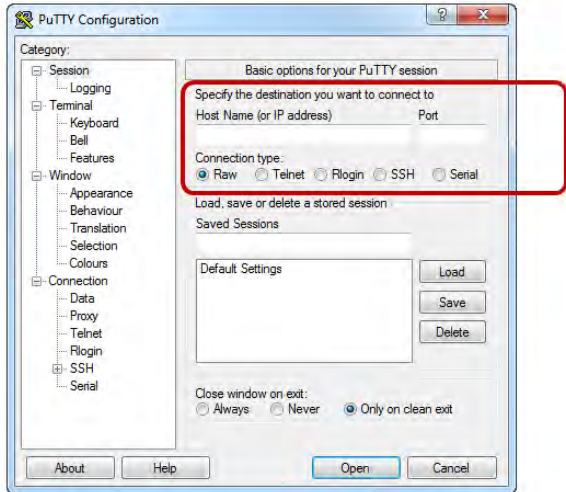 PuTTY Configuration
Category:
Session
Logging
Terminal
Keyboard
Bell
Features
Window
Appearance
Behaviour
Translation
Selection
Colours
Connection
Data
Proxy
Telnet
Rlogin
SSH
Serial
Basic options for your PuTTY session
Specify the destination you want to connect to
Host Name (or IP address) Port
Connection type:
Raw Telnet Rlogin SSH Serial
Load, save or delete a stored session
Saved Sessions
Default Settings
Load
Save
Delete
Close window on exit:
Always Never Only on clean exit
About Help Open Cancel